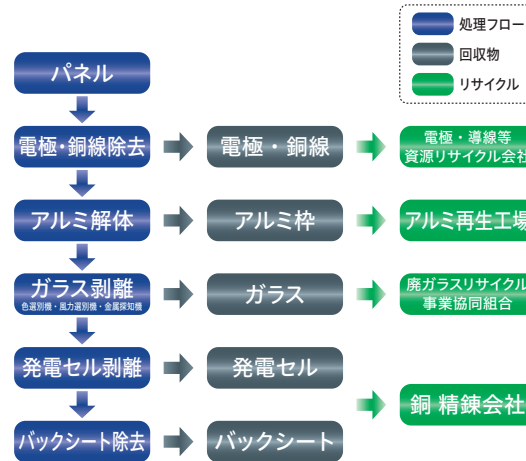 処理フロー
回収物
リサイクル
パネル
電極・銅線除去
電極・銅線
電極・導線等
資源リサイクル会社
アルミ解体
アルミ枠
アルミ再生工場
ガラス剥離
色選別機・風力選別機・金属探知機
ガラス
廃ガラスリサイクル
事業協同組合
発電セル剥離
発電セル
銅 精錬会社
バックシート除去
バックシート